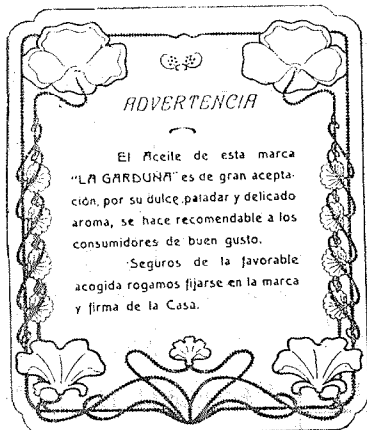 ADVERTENCIA
El Aceite de esta marca
"LA GARDUÑA" es de gran acepta-
ción, por su dulce paladar y delicado
aroma, se hace recomendable a los
consumidores de buen gusto.
Seguros de la favorable
acogida rogamos fijarse en la marca
y firma de la Casa.